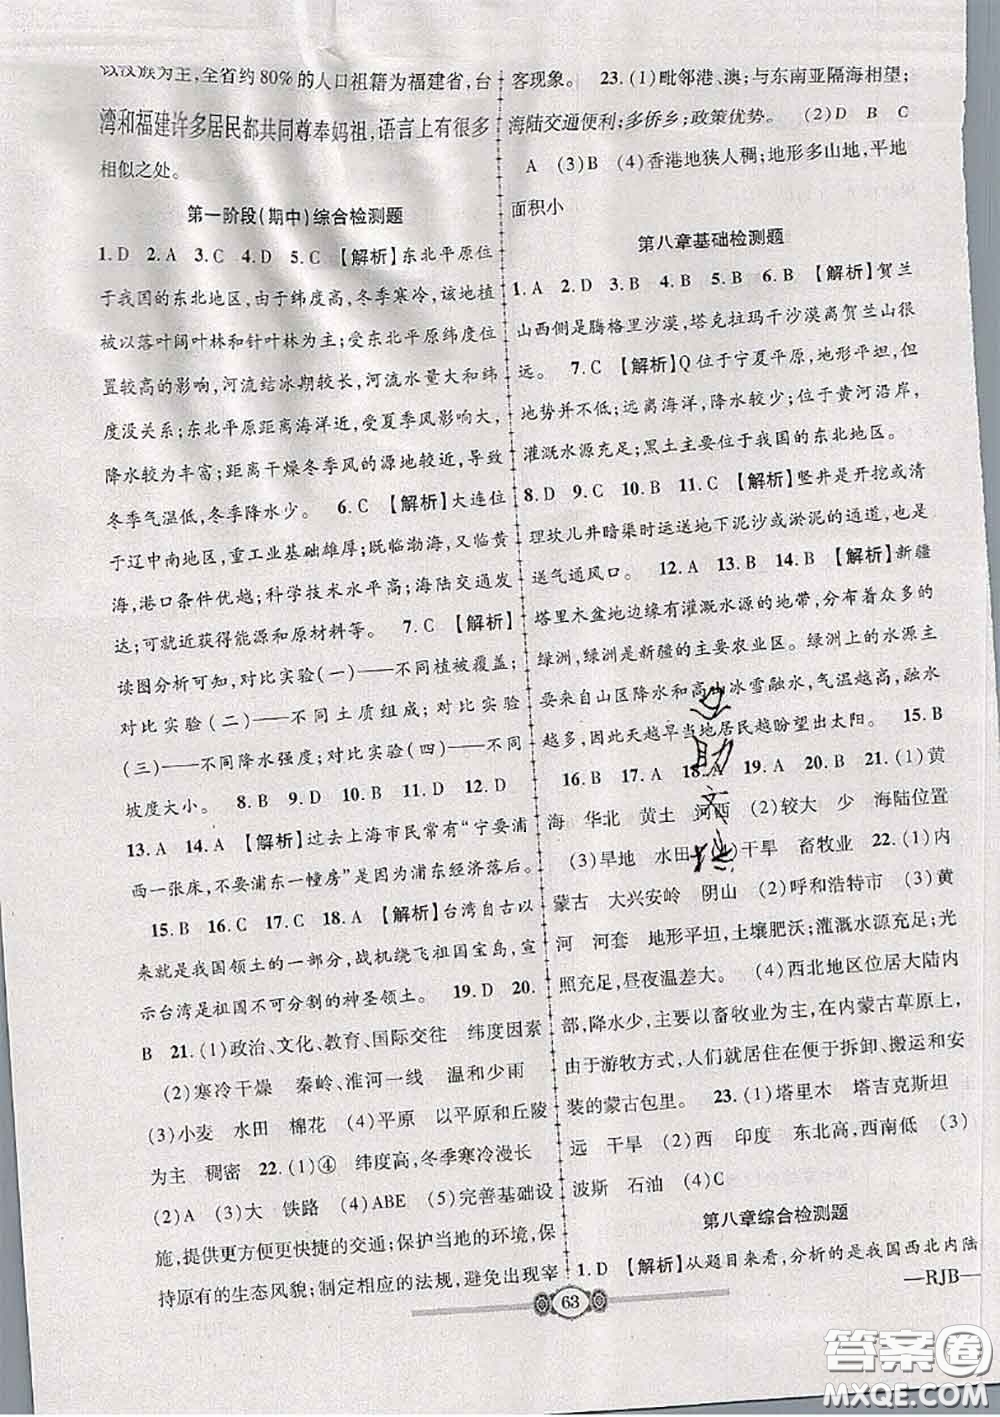 以汉族为主,全省约80%的人口祖籍为福建省,台
湾和福建许多居民都共同尊奉妈祖,语言上有很多
相似之处。
第一阶段(期中)综合检测题
1.D 2.A 3.C 4.D 5.C 【解析】东北平原位
于我国的东北地区,由于纬度高,冬季寒冷,该地植
被以落叶阔叶林和针叶林为主;受东北平原纬度位
置较高的影响,河流结冰期较长,河流水量大和纬
度没关系;东北平原距离海洋近,受夏季风影响大,
降水较为丰富;距离干燥冬季风的源地较近,导致
冬季气温低,冬季降水少。 6.C 【解析】大连位
于辽中南地区,重工业基础雄厚;既临渤海,又临黄
海,港口条件优越;科学技术水平高;海陆交通发
达;可就近获得能源和原材料等。 7.C 【解析】
读图分析可知,对比实验(一)——不同植被覆盖;
对比实验(二)——不同土质组成;对比实验
(三)——不同降水强度;对比实验(四)——不同
坡度大小。 8.B 9.D 10.D 11.B 12.D
13.A 14.A 【解析】过去上海市民常有“宁要浦
西一张床,不要浦东一幢房”是浦东经济落后。
15.B 16.C 17.C 18.A 【解析】台湾自古以
来就是我国领土的一部分,战机绕飞祖国宝岛,宣
示台湾是祖国不可分割的神圣领土。 19.D 20.
B 21.(1)政治、文化、教育、国际交往 纬度因素
(2)寒冷干燥 秦岭、淮河一线 温和少雨
(3)小麦 水田 棉花 (4)平原 以平原和丘陵
为主 稠密 22.(1)④ 纬度高,冬季寒冷漫长
(2)A (3)大 铁路 (4)ABE (5)完善基础设
施,提供更方便更快捷的交通;保护当地的环境,保
持原有的生态风貌;制定相应的法规,避免出现宰
客现象。 23.(1)毗邻港、澳;与东南亚隔海相望;
海陆交通便利;多侨乡;政策优势。 (2)D B C
A (3)B (4)香港地狭人稠;地形多山地,平地
面积小
第八章基础检测题
1.A 2.D 3.B 4.B 5.B 6.B 【解析】贺兰
山西侧是腾格里沙漠,塔克拉玛干沙漠离贺兰山较
远。 7.C 【解析】Q位于宁夏平原,地形平坦,但
地势并不低;远离海洋,降水较少;位于黄河沿岸,
灌溉水源充足;黑土主要位于我国的东北地区。
8.D 9.C 10.B 11.C 【解析】竖井是开挖或清
理坎儿井暗渠时运送地下泥沙或淤泥的通道,也是
送气通风口。 12.A 13.B 14.B 【解析】新疆
塔里木盆地边缘有灌溉水源的地带,分布着众多的
绿洲,绿洲是新疆的主要农业区。绿洲上的水源主
要来自山区降水和高山冰雪融水,气温越高,融水
越多,因此天越旱当地居民越盼望出太阳。 15.B
16.B 17.A 18.A 19.A 20.B 21.(1)黄
海 华北 黄土 河西 (2)较大 少 海陆位置
(3)旱地 水田 干旱 畜牧业 22.(1)内
蒙古 大兴安岭 阴山 (2)呼和浩特市 (3)黄
河 河套 地形平坦,土壤肥沃;灌溉水源充足;光
照充足,昼夜温差大。 (4)西北地区位居大陆内
部,降水少,主要以畜牧业为主,在内蒙古草原上,
由于游牧方式,人们就居住在便于拆卸、搬运和安
装的蒙古包里。 23.(1)塔里木 塔吉克斯坦
远 干旱 (2)西 印度 东北高,西南低 (3)
波斯 石油 (4)C
第八章综合检测题
1.D 【解析】从题目来看,分析的是我国西北内陆
—RJB—
63
答案圈
MXQE.COM